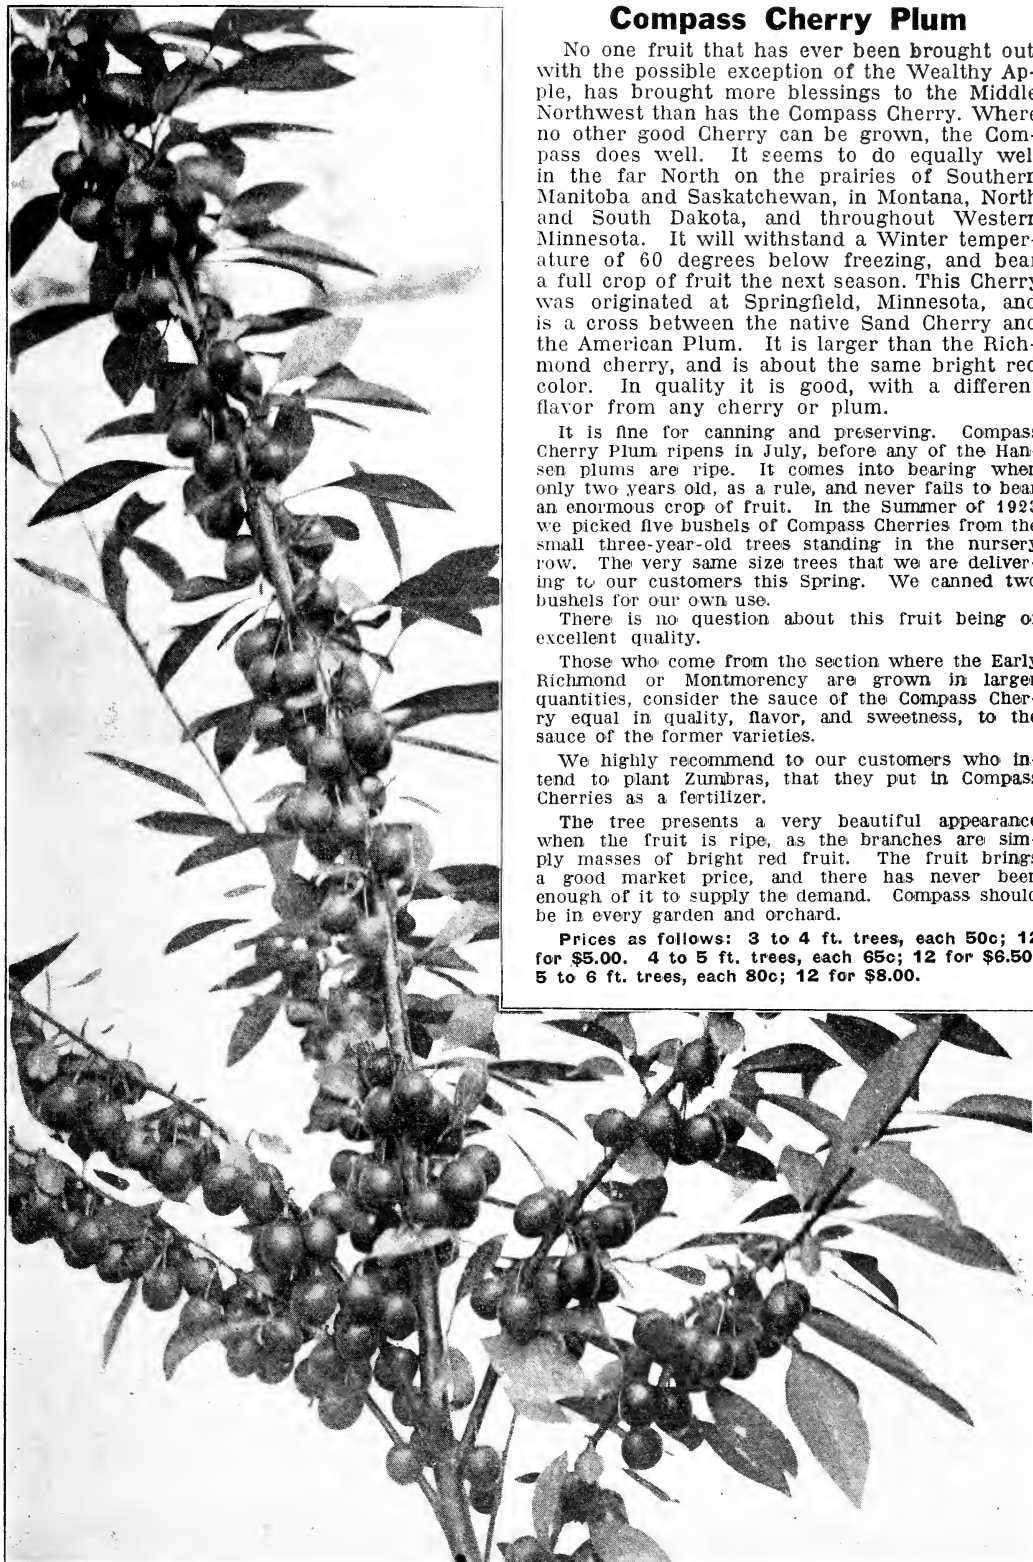 Compass Cherry Plum
No one fruit that has ever been brought out
with the possible exception of the Wealthy Ap-
ple, has brought more blessings to the Middle
Northwest than has the Compass Cherry. Where
no other good Cherry can be grown, the Com-
pass does well. It seems to do equally wel
in the far North on the prairies of Southern
Manitoba and Saskatchewan, in Montana, North
and South Dakota, and throughout Western
Minnesota. It will withstand a Winter temper-
ature of 60 degrees below freezing, and bear
a full crop of fruit the next season. This Cherry
was originated at Springfield, Minnesota, and
is a cross between the native Sand Cherry and
the American Plum. It is larger than the Rich-
mond cherry, and is about the same bright red
color. In quality it is good, with a differen
flavor from any cherry or plum.
It is fine for canning and preserving. Compass
Cherry Plum ripens in July, before any of the Han
sen plums are ripe. It comes into bearing when
only two years old, as a rule, and never fails to bear
an enormous crop of fruit. In the Summer of 1923
we picked five bushels of Compass Cherries from the
small three-year-old trees standing in the nursery
row. The very same size trees that we are deliver-
ing to our customers this Spring. We canned two
bushels for our own use.
There is no question about this fruit being of
excellent quality.
Those who come from the section where the Early
Richmond or Montmorency are grown in larger
quantities, consider the sauce of the Compass Cher-
ry equal in quality, flavor, and sweetness, to the
sauce of the former varieties.
We highly recommend to our customers who in-
tend to plant Zumbras, that they put in Compass
Cherries as a fertilizer.
The tree presents a very beautiful appearance
when the fruit is ripe, as the branches are sim-
ply masses of bright red fruit. The fruit brings
a good market price, and there has never been
enough of it to supply the demand. Compass should
be in every garden and orchard.
Prices as follows: 3 to 4 ft. trees, each 50c; 12
for $5.00. 4 to 5 ft. trees, each 65c; 12 for $6.50
5 to 6 ft. trees, each 80c; 12 for $8.00.